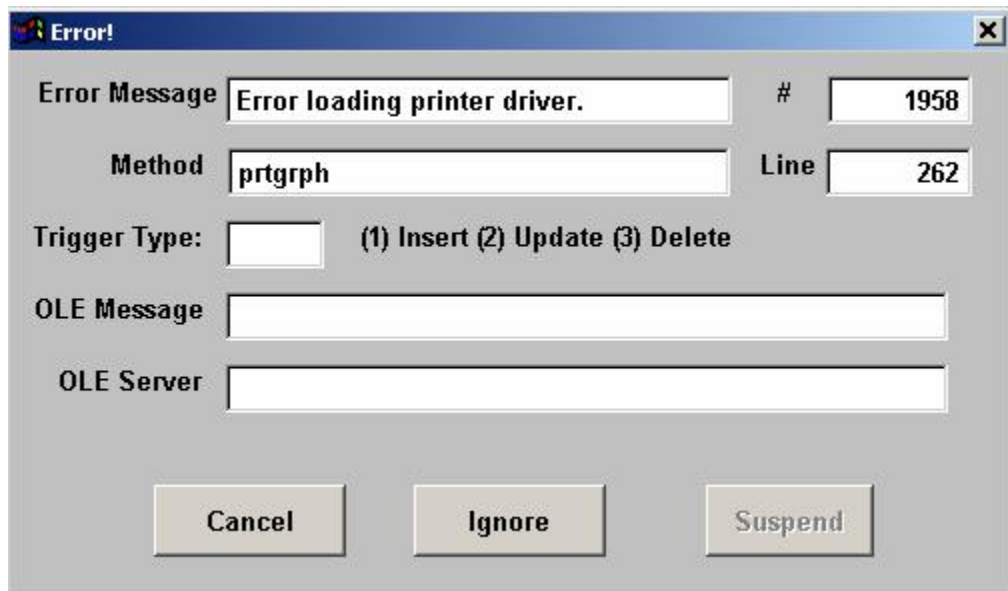 Error!
Error Message Error loading printer driver. # 1958
Method prtgrph Line 262
Trigger Type: (1) Insert (2) Update (3) Delete
OLE Message
OLE Server
Cancel Ignore Suspend